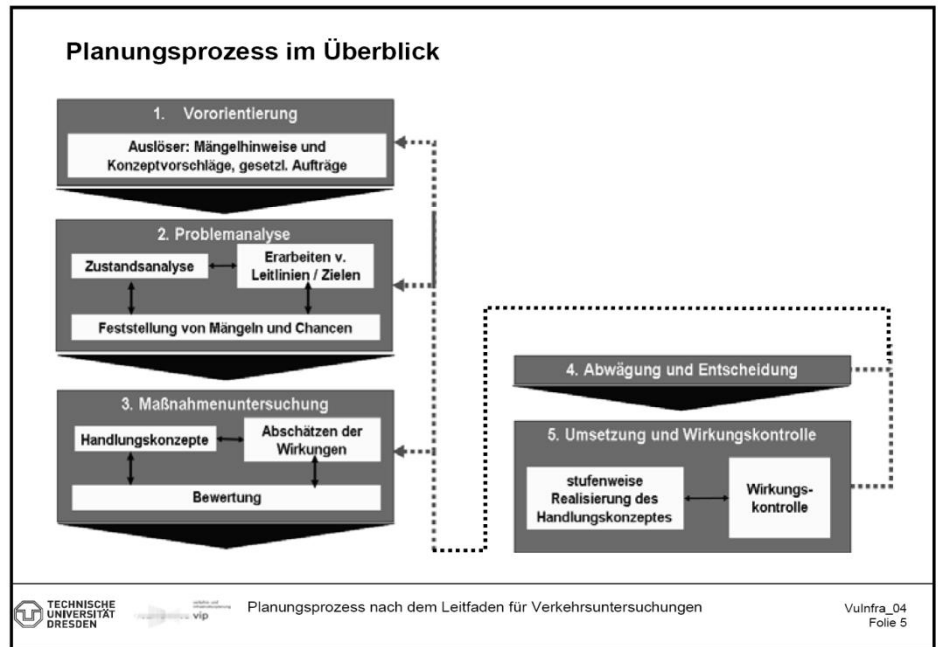 Planungsprozess im Überblick
1. Vororientierung
Auslöser: Mängelhinweise und
Konzeptvorschläge, gesetzl. Aufträge
2. Problemanalyse
Zustandsanalyse
Erarbeiten v.
Leitlinien / Zielen
Feststellung von Mängeln und Chancen
3. Maßnahmenuntersuchung
Handlungskonzepte
Abschätzen der
Wirkungen
Bewertung
4. Abwägung und Entscheidung
5. Umsetzung und Wirkungskontrolle
stufenweise
Realisierung des
Handlungskonzeptes
Wirkungs-
kontrolle
TECHNISCHE
UNIVERSITÄT
DRESDEN
vip
Planungsprozess nach dem Leitfaden für Verkehrsuntersuchungen
VuInfra_04
Folie 5